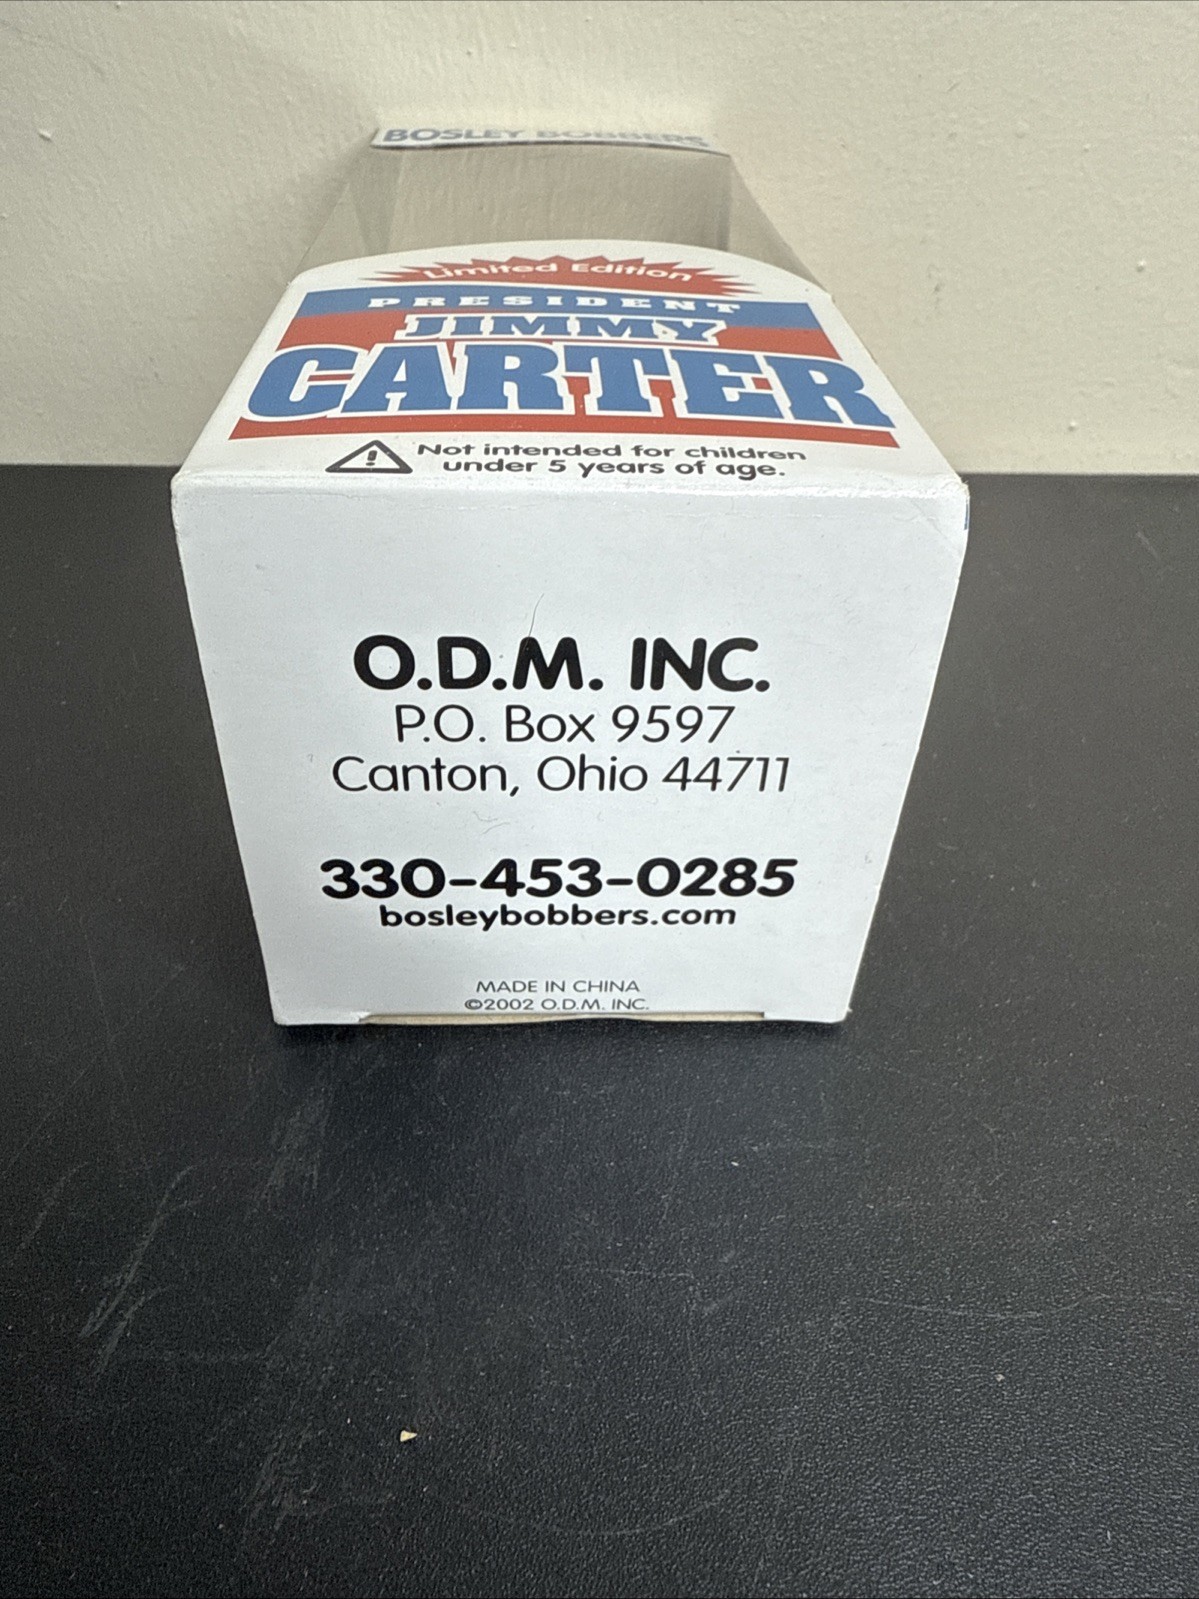 BOSLEY BOBBERS
Limited Edition
PRESIDENT
JIMMY
CARTER
Not intended for children
under 5 years of age.
O.D.M. INC.
P.O. Box 9597
Canton, Ohio 44711
330-453-0285
bosleybobbers.com
MADE IN CHINA
©2002 O.D.M. INC.